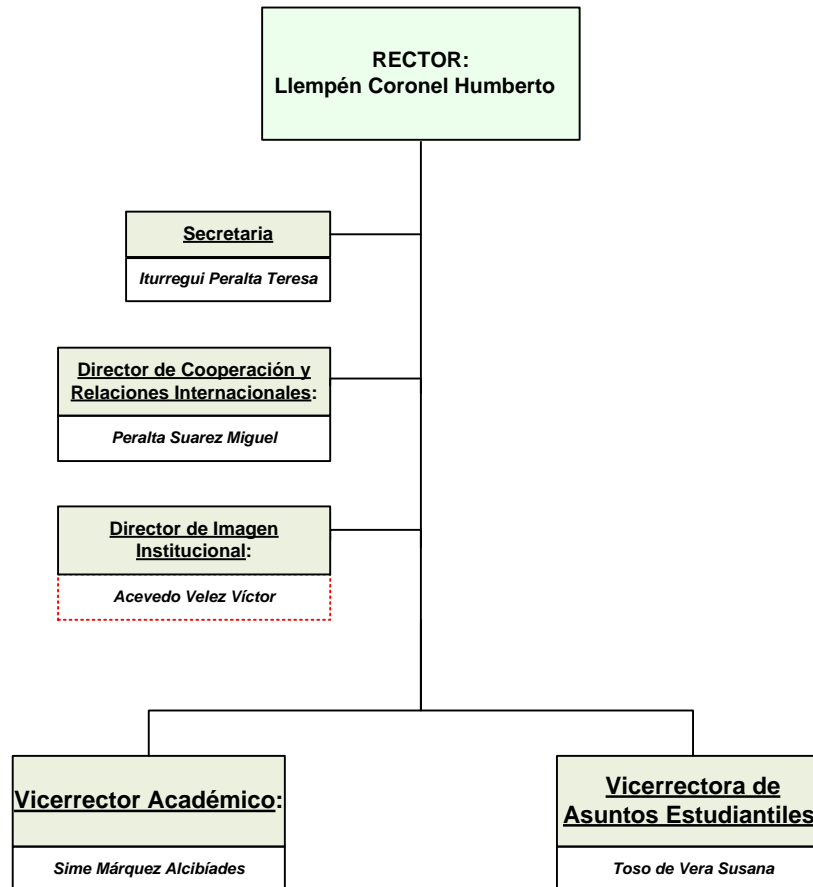 RECTOR:
Llempén Coronel Humberto
Secretaria
Iturregui Peralta Teresa
Director de Cooperación y
Relaciones Internacionales:
Peralta Suarez Miguel
Director de Imagen
Institucional:
Acevedo Velez Víctor
Vicerrector Académico:
Sime Márquez Alcibíades
Vicerrectora de
Asuntos Estudiantiles
Toso de Vera Susana